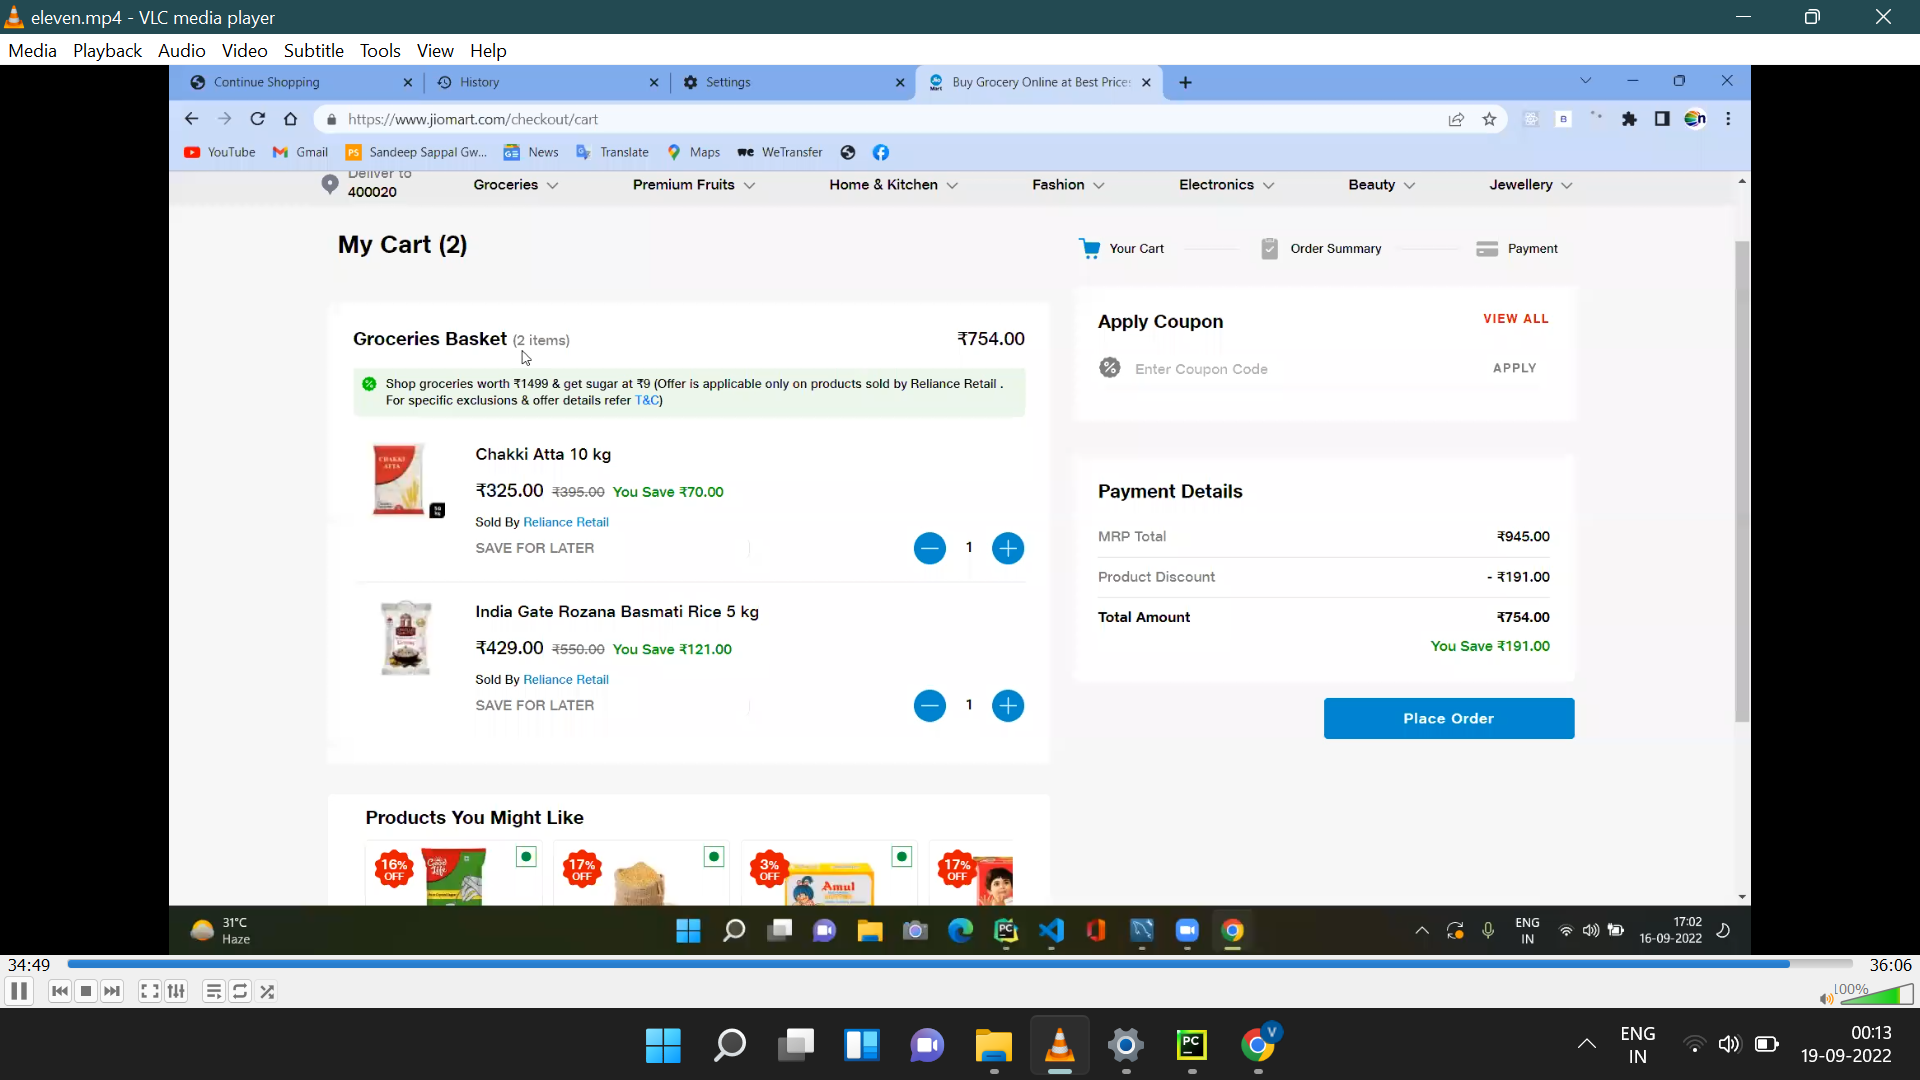 eleven.mp4 - VLC media player
Media Playback Audio Video Subtitle Tools View Help
Continue Shopping
History
Settings
Buy Grocery Online at Best Price
https://www.jiomart.com/checkout/cart
YouTube
Gmail
Sandeep Sappal Gw...
News
Translate
Maps
WeTransfer
Deliver to
400020
Groceries
Premium Fruits
Home & Kitchen
Fashion
Electronics
Beauty
Jewellery
My Cart (2)
Your Cart
Order Summary
Payment
Groceries Basket (2 items)
₹754.00
Shop groceries worth ₹1499 & get sugar at ₹9 (Offer is applicable only on products sold by Reliance Retail .
For specific exclusions & offer details refer T&C)
CHAKKI
ATTA
Chakki Atta 10 kg
₹325.00 ₹395.00 You Save ₹70.00
Sold By Reliance Retail
SAVE FOR LATER
1
India Gate Rozana Basmati Rice 5 kg
₹429.00 ₹550.00 You Save ₹121.00
Sold By Reliance Retail
SAVE FOR LATER
1
Apply Coupon
VIEW ALL
Enter Coupon Code
APPLY
Payment Details
MRP Total
₹945.00
Product Discount
- ₹191.00
Total Amount
₹754.00
You Save ₹191.00
Place Order
Products You Might Like
16%
OFF
Good
Life
17%
OFF
3%
OFF
Amul
17%
OFF
31°C
Haze
ENG
IN
17:02
16-09-2022
34:49
36:06
100%
ENG
IN
00:13
19-09-2022